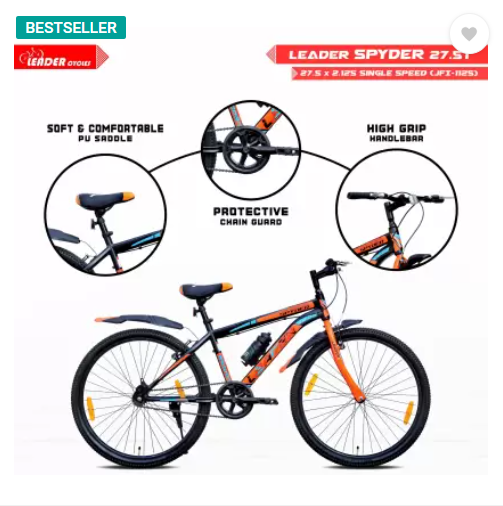 BESTSELLER
LEADER CYCLES
LEADER SPYDER 27.5T
27.5 x 2.125 SINGLE SPEED (JFI-1125)
SOFT & COMFORTABLE
PU SADDLE
HIGH GRIP
HANDLEBAR
PROTECTIVE
CHAIN GUARD
SPYDER